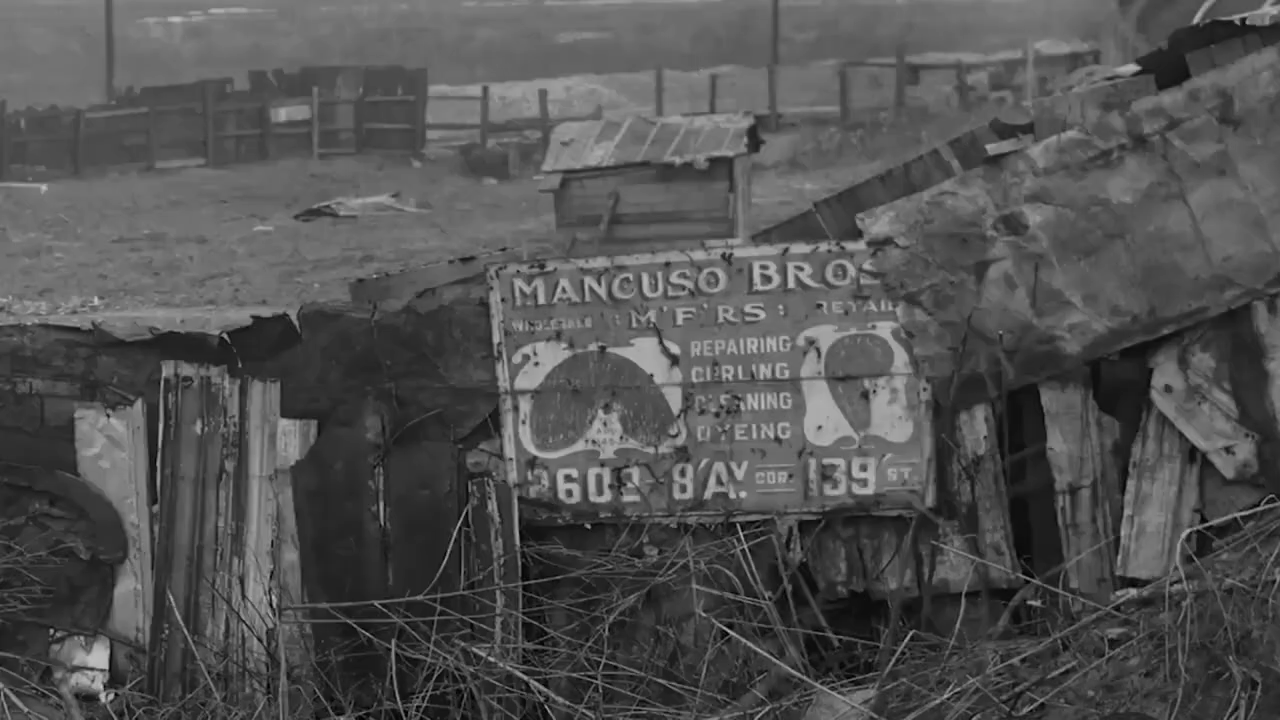 MANCUSO BROS
WHOLESALE : M'F'RS : RETAIL
REPAIRING
CURLING
CLEANING
DYEING
2602 - 8'AV. COR. 139' ST.